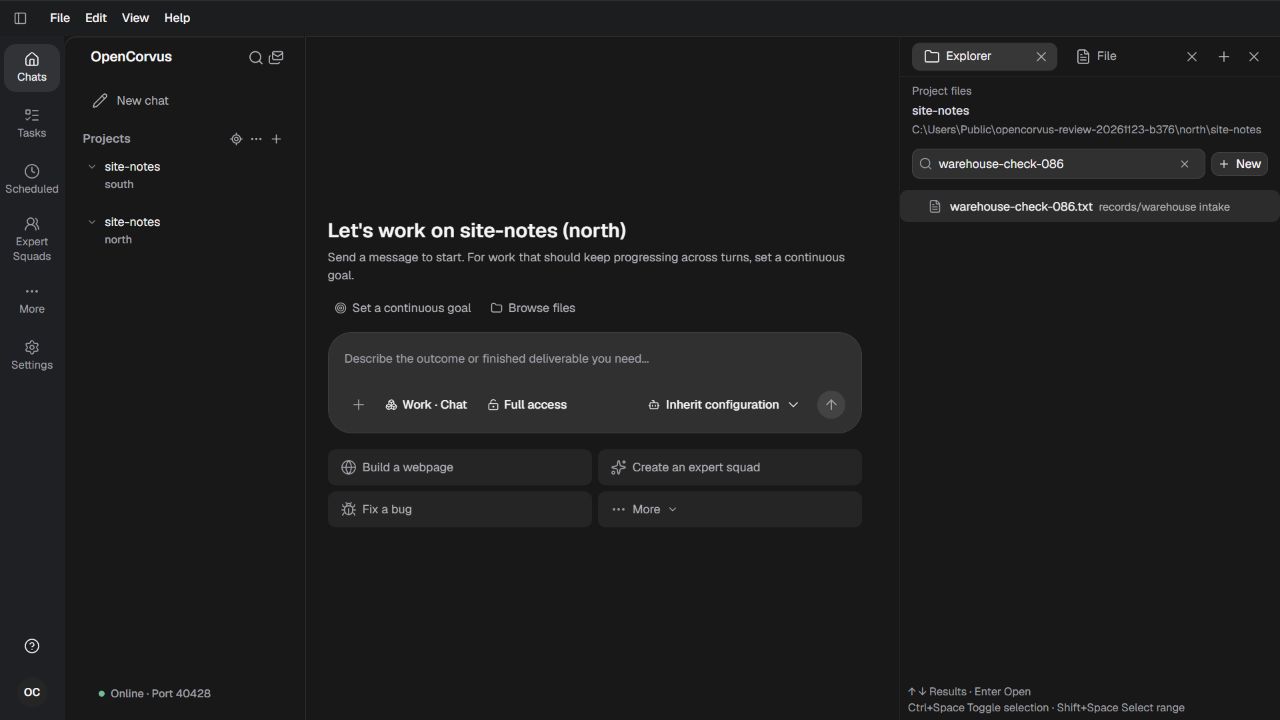 File Edit View Help
Chats
Tasks
Scheduled
Expert
Squads
More
Settings
OC
OpenCorvus
New chat
Projects
site-notes
south
site-notes
north
Online · Port 40428
Let's work on site-notes (north)
Send a message to start. For work that should keep progressing across turns, set a continuous
goal.
Set a continuous goal Browse files
Describe the outcome or finished deliverable you need...
Work · Chat Full access Inherit configuration
Build a webpage Create an expert squad
Fix a bug More
Explorer File
Project files
site-notes
C:\Users\Public\opencorvus-review-20261123-b376\north\site-notes
warehouse-check-086 New
warehouse-check-086.txt records/warehouse intake
↑↓ Results · Enter Open
Ctrl+Space Toggle selection · Shift+Space Select range